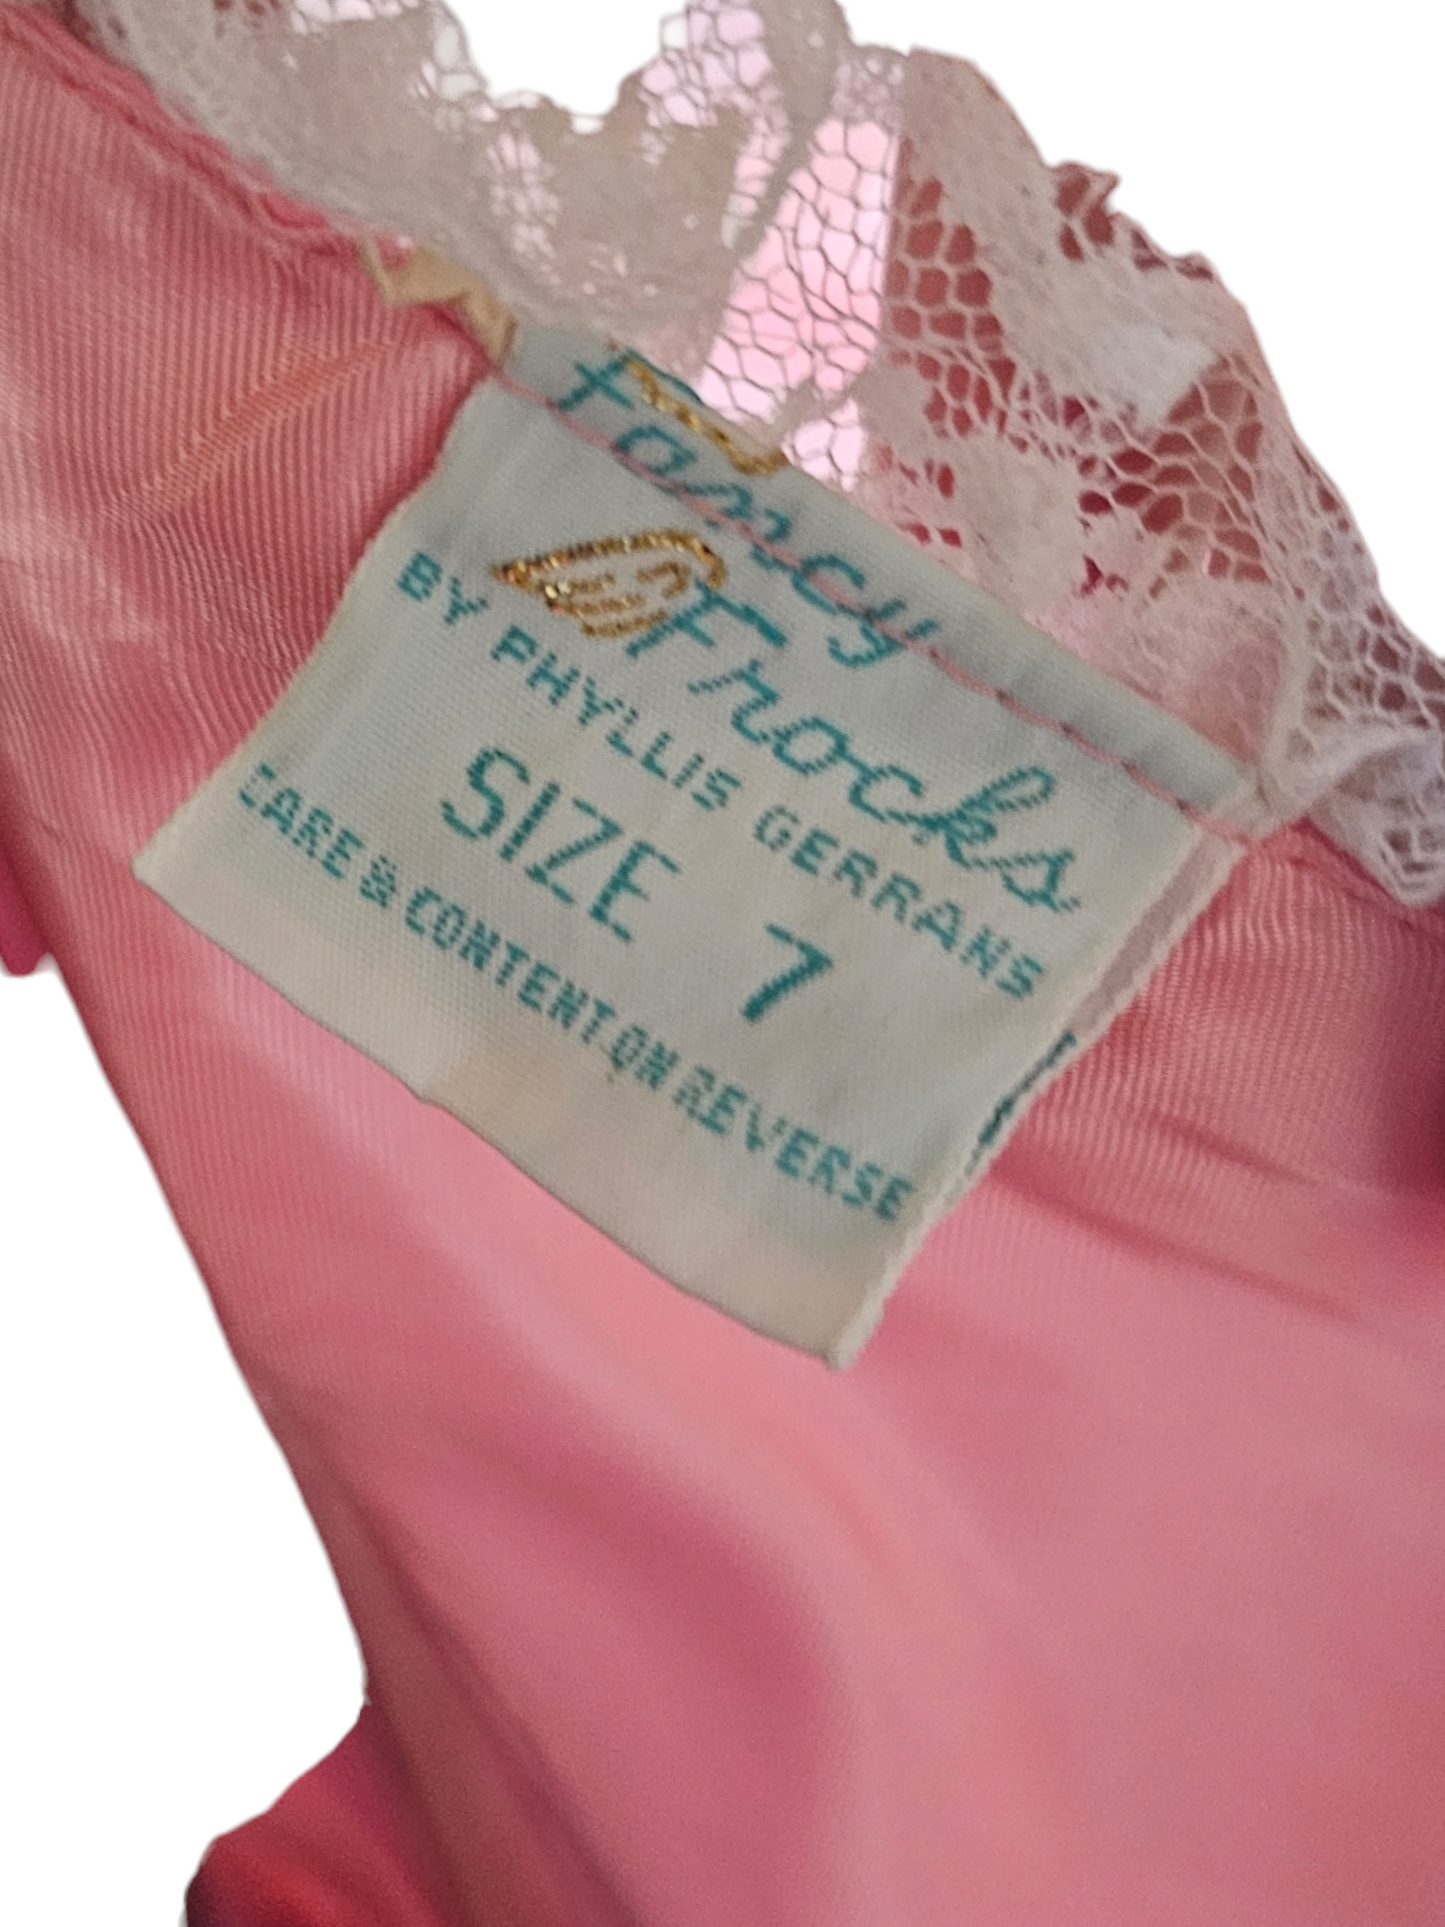 Fancy
Frocks
BY PHYLLIS GERRANS
SIZE 7
CARE & CONTENT ON REVERSE